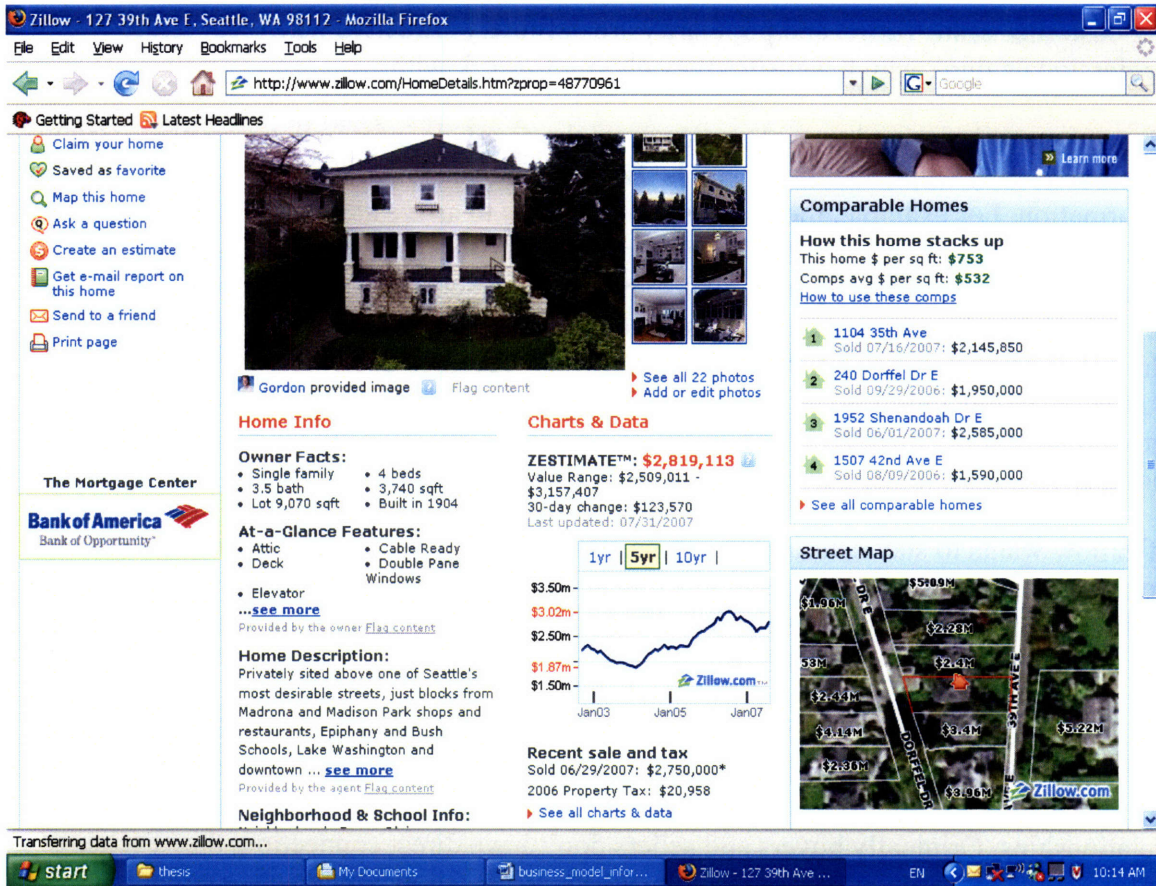 Zillow - 127 39th Ave E, Seattle, WA 98112 - Mozilla Firefox
File Edit View History Bookmarks Tools Help
http://www.zillow.com/HomeDetails.htm?zprop=48770961
G Google
Getting Started Latest Headlines
Claim your home
Saved as favorite
Map this home
Ask a question
Create an estimate
Get e-mail report on
this home
Send to a friend
Print page
The Mortgage Center
Bank of America
Bank of Opportunity™
Gordon provided image ? Flag content
See all 22 photos
Add or edit photos
Home Info
Owner Facts:
• Single family • 4 beds
• 3.5 bath • 3,740 sqft
• Lot 9,070 sqft • Built in 1904
At-a-Glance Features:
• Attic • Cable Ready
• Deck • Double Pane
Windows
• Elevator
...see more
Provided by the owner Flag content
Home Description:
Privately sited above one of Seattle's
most desirable streets, just blocks from
Madrona and Madison Park shops and
restaurants, Epiphany and Bush
Schools, Lake Washington and
downtown ... see more
Provided by the agent Flag content
Neighborhood & School Info:
Charts & Data
ZESTIMATE™: $2,819,113 ?
Value Range: $2,509,011 -
$3,157,407
30-day change: $123,570
Last updated: 07/31/2007
1yr | 5yr | 10yr |
$3.50m
$3.02m
$2.50m
$1.87m
$1.50m
Zillow.com™
Jan03 Jan05 Jan07
Recent sale and tax
Sold 06/29/2007: $2,750,000*
2006 Property Tax: $20,958
See all charts & data
Learn more
Comparable Homes
How this home stacks up
This home $ per sq ft: $753
Comps avg $ per sq ft: $532
How to use these comps
1 1104 35th Ave
Sold 07/16/2007: $2,145,850
2 240 Dorffel Dr E
Sold 09/29/2006: $1,950,000
3 1952 Shenandoah Dr E
Sold 06/01/2007: $2,585,000
4 1507 42nd Ave E
Sold 08/09/2006: $1,590,000
See all comparable homes
Street Map
$5.09M
$1.96M
DR E
$2.28M
$2.4M
$2.44M
39TH AVE E
$5.22M
$4.14M
$3.4M
DORFFEL DR
$2.36M
$3.96M
AVE E
Zillow.com
Transferring data from www.zillow.com...
start thesis My Documents business_model_infor... Zillow - 127 39th Ave ... EN 10:14 AM